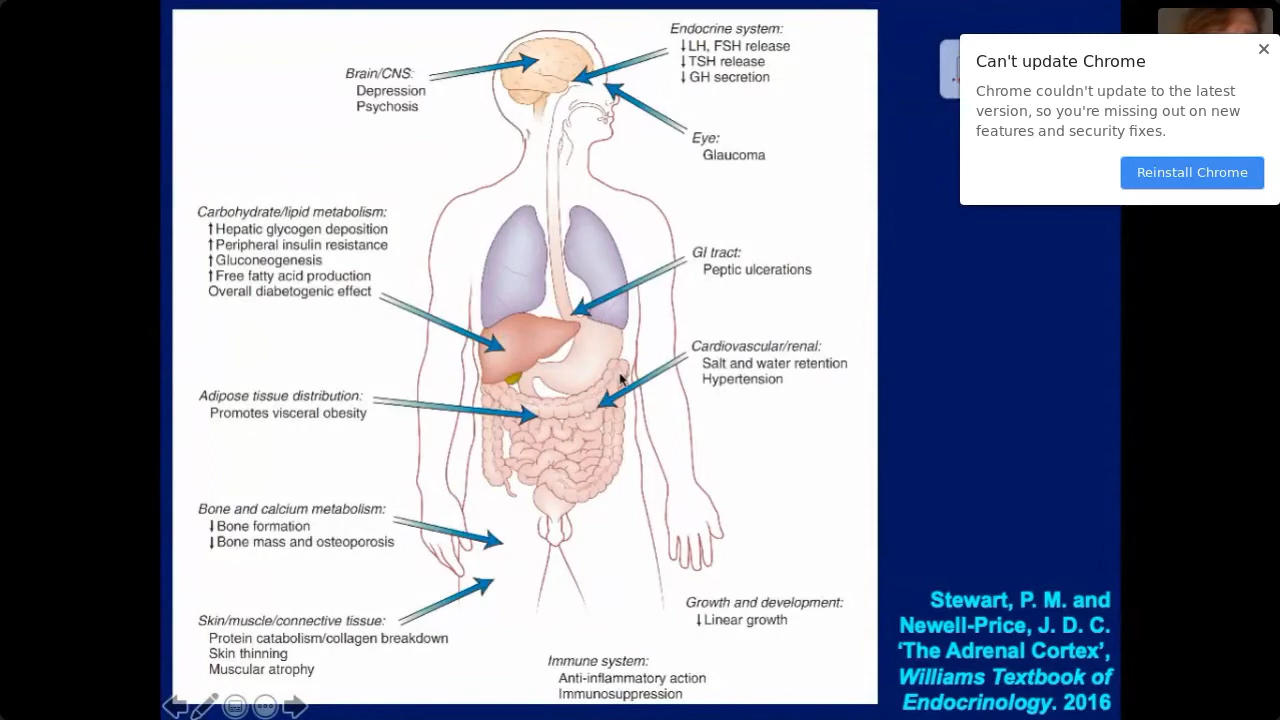 Endocrine system:
↓LH, FSH release
↓TSH release
↓GH secretion
Brain/CNS:
Depression
Psychosis
Eye:
Glaucoma
Carbohydrate/lipid metabolism:
↑Hepatic glycogen deposition
↑Peripheral insulin resistance
↑Gluconeogenesis
↑Free fatty acid production
Overall diabetogenic effect
GI tract:
Peptic ulcerations
Cardiovascular/renal:
Salt and water retention
Hypertension
Adipose tissue distribution:
Promotes visceral obesity
Bone and calcium metabolism:
↓Bone formation
↓Bone mass and osteoporosis
Skin/muscle/connective tissue:
Protein catabolism/collagen breakdown
Skin thinning
Muscular atrophy
Growth and development:
↓Linear growth
Immune system:
Anti-inflammatory action
Immunosuppression
Stewart, P. M. and
Newell-Price, J. D. C.
‘The Adrenal Cortex’,
Williams Textbook of
Endocrinology. 2016
Can't update Chrome
Chrome couldn't update to the latest
version, so you're missing out on new
features and security fixes.
Reinstall Chrome